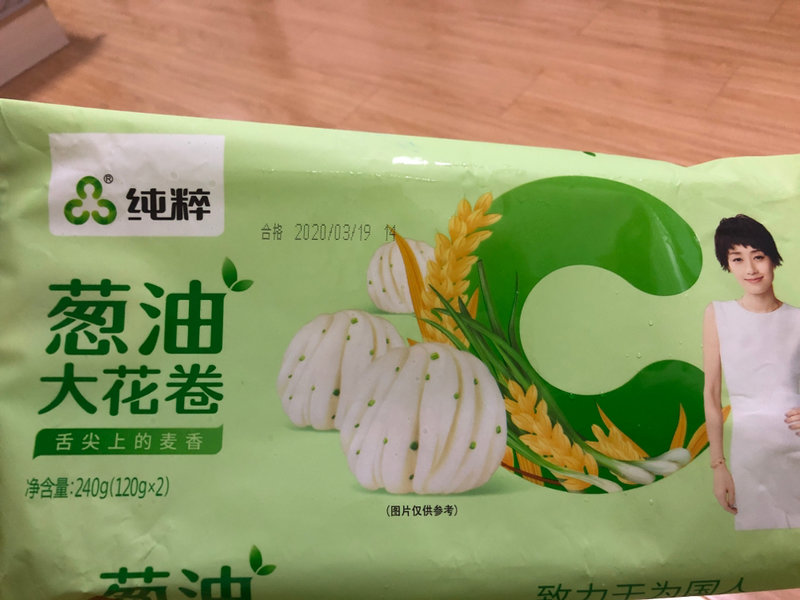 ®
纯粹
合格 2020/03/19 14
葱油
大花卷
舌尖上的麦香
净含量:240g(120g×2)
(图片仅供参考)
葱油
致力于为国人